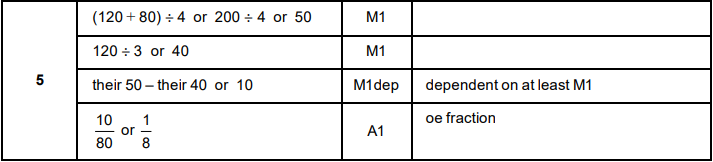 (120 + 80) ÷ 4 or 200 ÷ 4 or 50 M1
120 ÷ 3 or 40 M1
5 their 50 – their 40 or 10 M1dep dependent on at least M1
10/80 or 1/8 A1 oe fraction